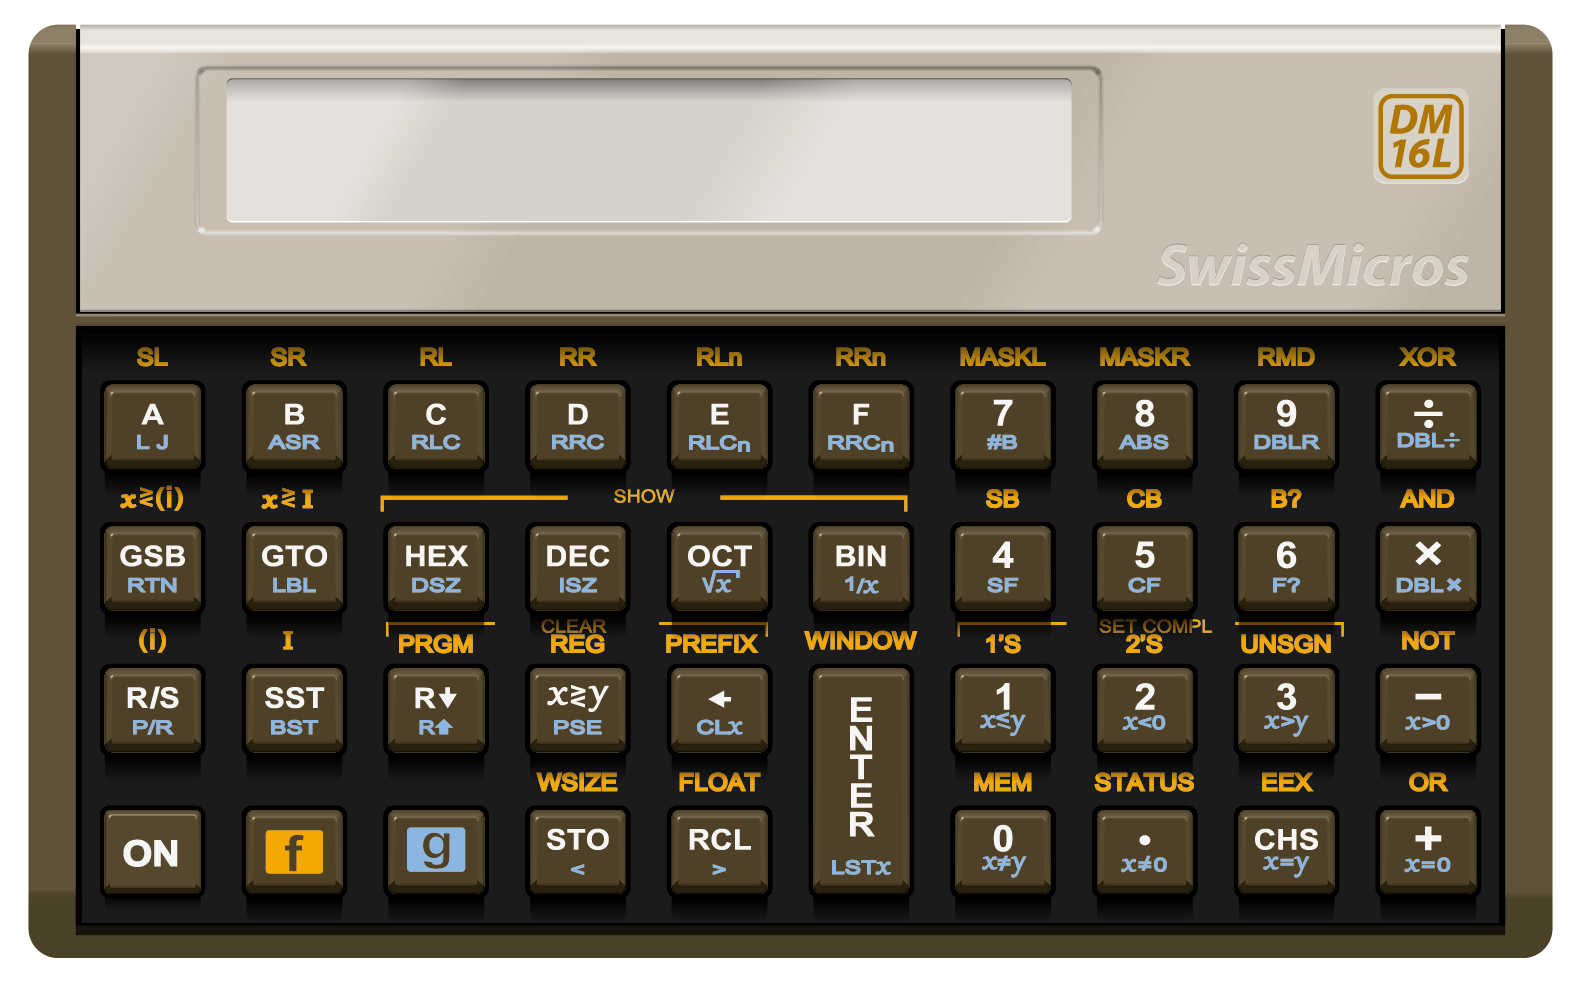 DM
16L
SwissMicros
SL SR RL RR RLn RRn MASKL MASKR RMD XOR
A B C D E F 7 8 9 ÷
L J ASR RLC RRC RLCn RRCn #B ABS DBLR DBL÷
x≷(i) x≷I SHOW SB CB B? AND
GSB GTO HEX DEC OCT BIN 4 5 6 ×
RTN LBL DSZ ISZ √x 1/x SF CF F? DBL×
CLEAR SET COMPL
(i) I PRGM REG PREFIX WINDOW 1'S 2'S UNSGN NOT
R/S SST R↓ x≷y ← ENTER 1 2 3 −
P/R BST R↑ PSE CLx x≤y x<0 x>y x>0
WSIZE FLOAT MEM STATUS EEX OR
ON f g STO RCL 0 . CHS +
< > LSTx x≠y x≠0 x=y x=0